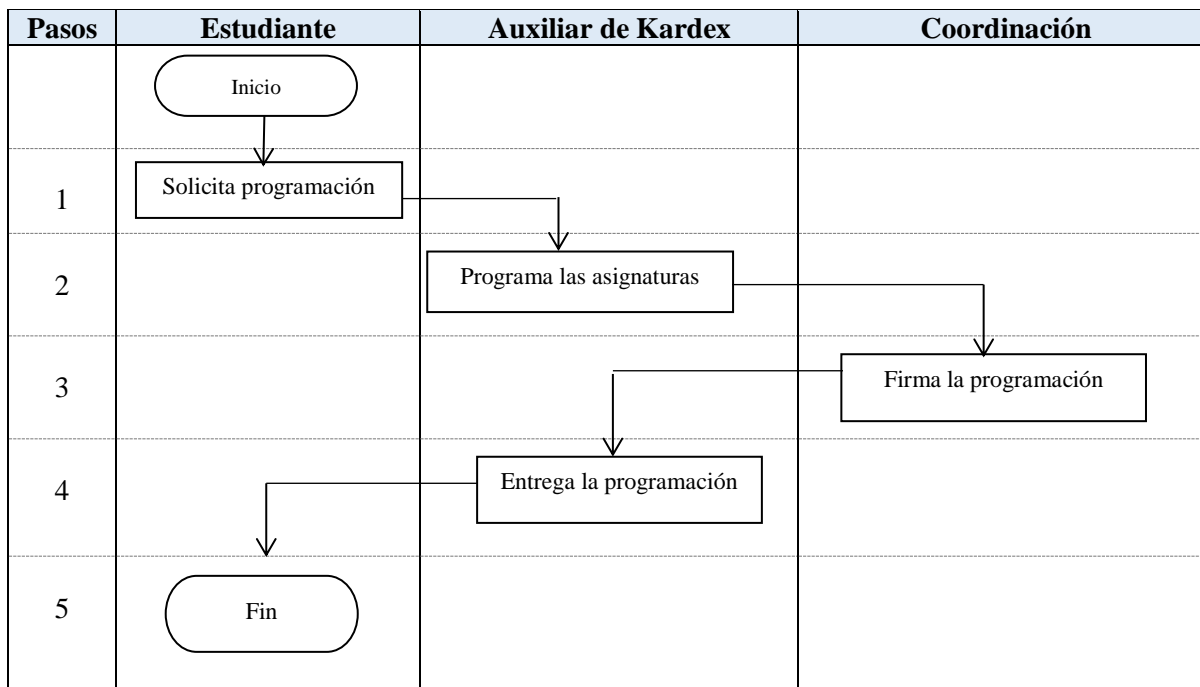 Pasos Estudiante Auxiliar de Kardex Coordinación
Inicio
1 Solicita programación
2 Programa las asignaturas
3 Firma la programación
4 Entrega la programación
5 Fin